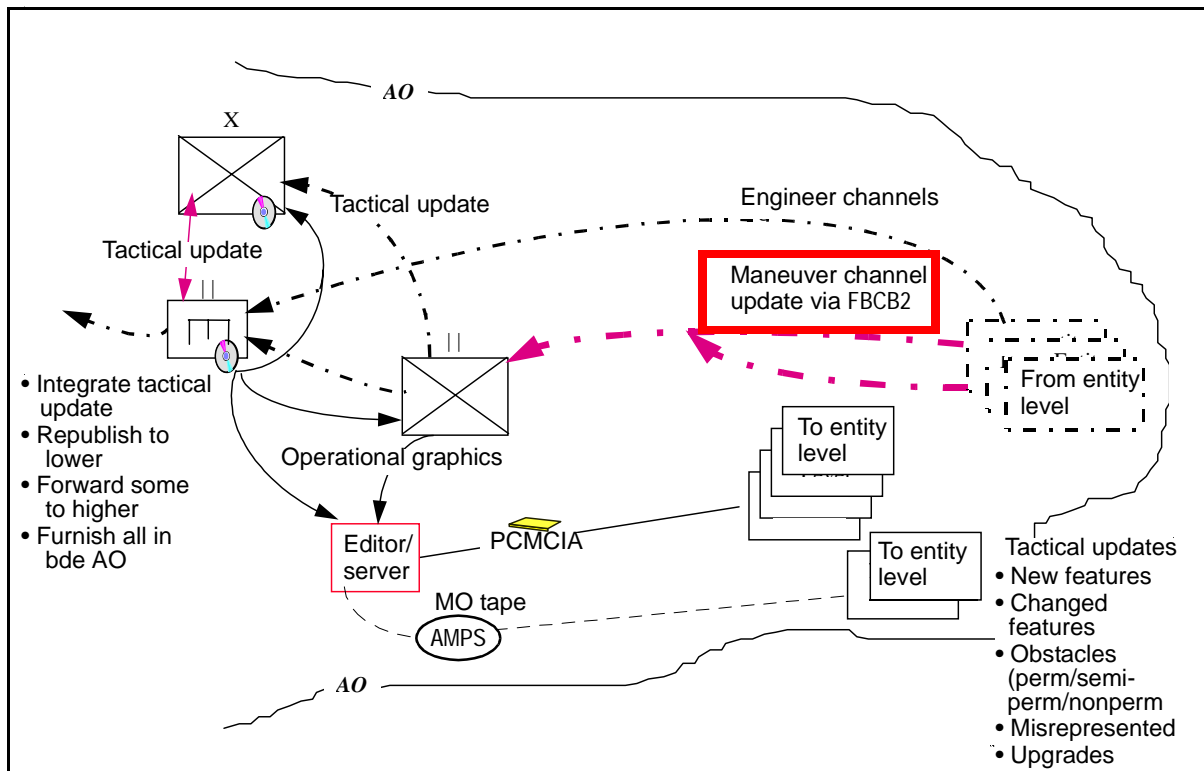 AO
X
Tactical update
Engineer channels
Tactical update
Maneuver channel
update via FBCB2
| |
| |
From entity
level
• Integrate tactical
update
• Republish to
lower
• Forward some
to higher
• Furnish all in
bde AO
Operational graphics
To entity
level
Editor/
server
PCMCIA
To entity
level
MO tape
AMPS
AO
Tactical updates
• New features
• Changed
features
• Obstacles
(perm/semi-
perm/nonperm
• Misrepresented
• Upgrades